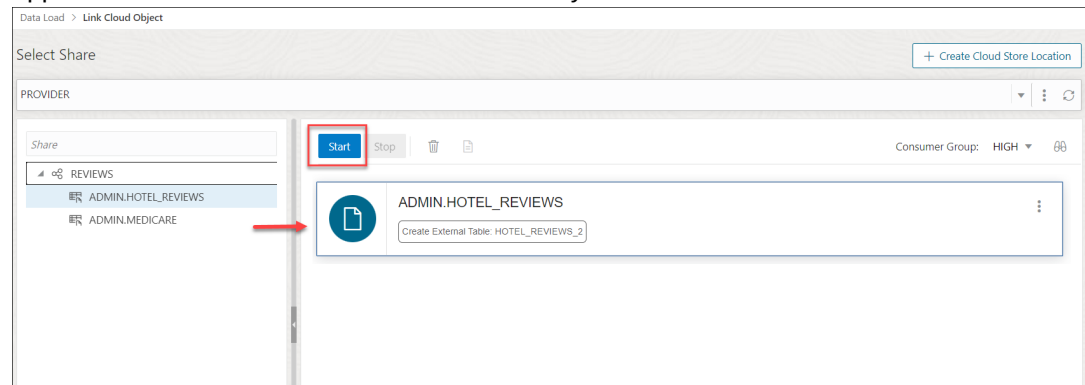 Data Load > Link Cloud Object
Select Share
+ Create Cloud Store Location
PROVIDER
Share
REVIEWS
ADMIN.HOTEL_REVIEWS
ADMIN.MEDICARE
Start Stop
Consumer Group: HIGH
ADMIN.HOTEL_REVIEWS
Create External Table: HOTEL_REVIEWS_2